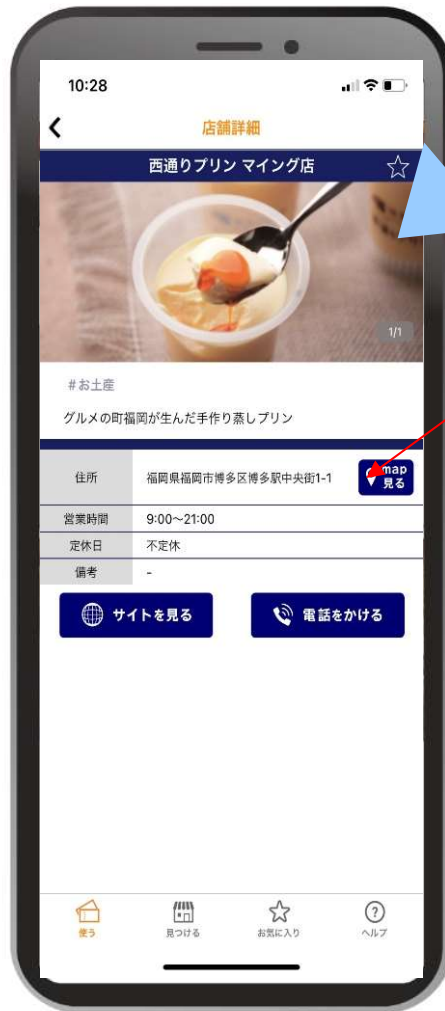 10:28
店舗詳細
西通りプリン マイング店
1/1
#お土産
グルメの町福岡が生んだ手作り蒸しプリン
住所
福岡県福岡市博多区博多駅中央街1-1
map
見る
営業時間
9:00～21:00
定休日
不定休
備考
-
サイトを見る
電話をかける
使う
見つける
お気に入り
ヘルプ